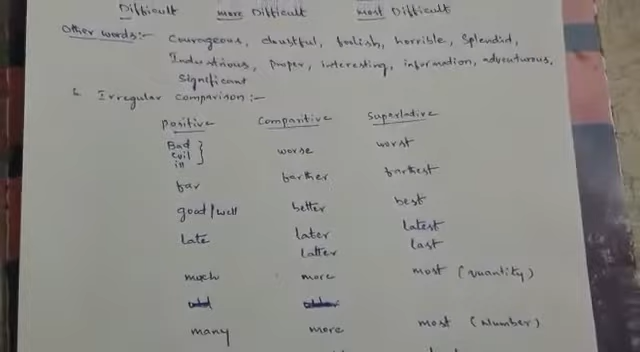 Difficult more Difficult most Difficult
Other words:- Courageous, doubtful, foolish, horrible, Splendid,
Industrious, proper, interesting, information, adventurous,
Significant
Irregular comparison:-
Positive Comparitive Superlative
Bad
evil } worse worst
ill
far farther farthest
good/well better best
Late Later Latest
Latter last
much more most (quantity)
many more most (Number)